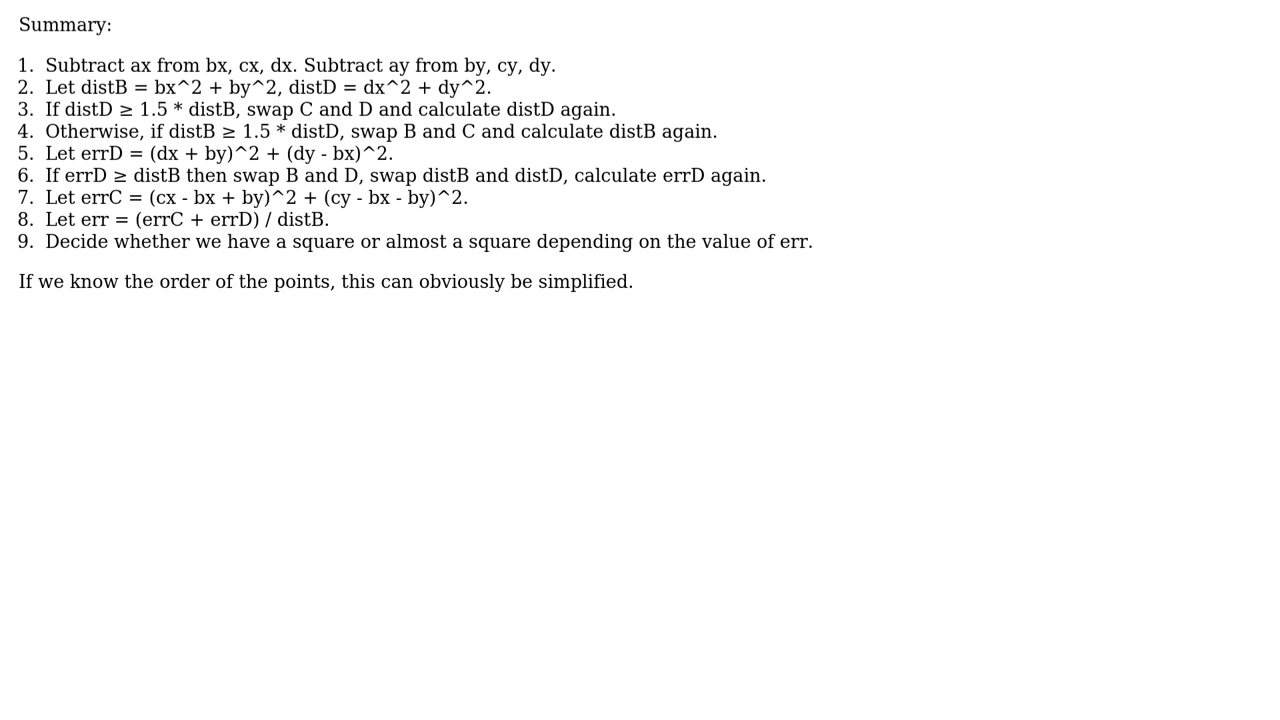 Summary:
1. Subtract ax from bx, cx, dx. Subtract ay from by, cy, dy.
2. Let distB = bx^2 + by^2, distD = dx^2 + dy^2.
3. If distD ≥ 1.5 * distB, swap C and D and calculate distD again.
4. Otherwise, if distB ≥ 1.5 * distD, swap B and C and calculate distB again.
5. Let errD = (dx + by)^2 + (dy - bx)^2.
6. If errD ≥ distB then swap B and D, swap distB and distD, calculate errD again.
7. Let errC = (cx - bx + by)^2 + (cy - bx - by)^2.
8. Let err = (errC + errD) / distB.
9. Decide whether we have a square or almost a square depending on the value of err.
If we know the order of the points, this can obviously be simplified.